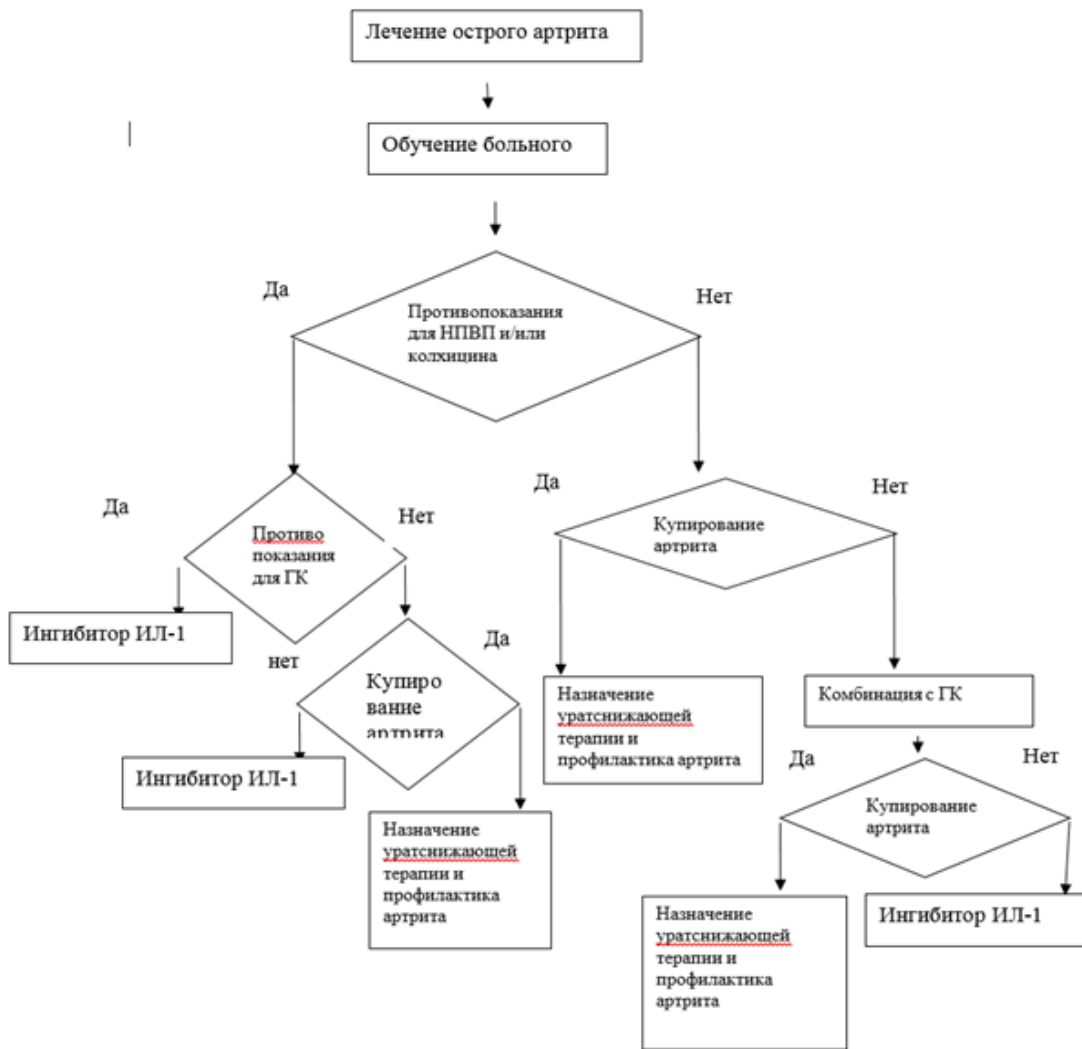 Лечение острого артрита
Обучение больного
Да
Нет
Противопоказания
для НПВП и/или
колхицина
Да
Нет
Противо
показания
для ГК
Да
Нет
Купирование
артрита
Ингибитор ИЛ-1
нет
Да
Купиро
вание
артрита
Назначение
уратснижающей
терапии и
профилактика артрита
Комбинация с ГК
Ингибитор ИЛ-1
Да
Нет
Купирование
артрита
Назначение
уратснижающей
терапии и
профилактика
артрита
Назначение
уратснижающей
терапии и
профилактика
артрита
Ингибитор ИЛ-1